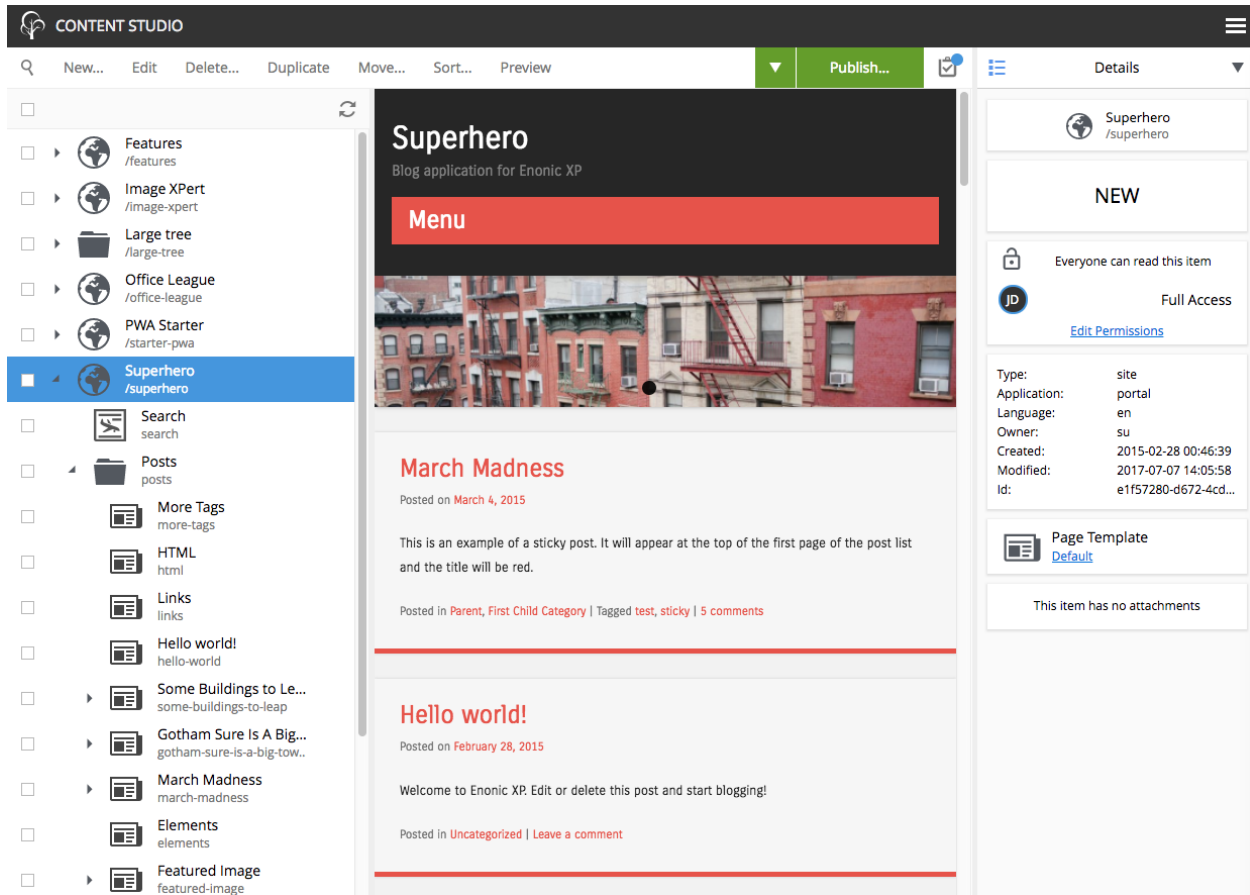 CONTENT STUDIO
New... Edit Delete... Duplicate Move... Sort... Preview Publish... Details
Features
/features
Image XPert
/image-xpert
Large tree
/large-tree
Office League
/office-league
PWA Starter
/starter-pwa
Superhero
/superhero
Search
search
Posts
posts
More Tags
more-tags
HTML
html
Links
links
Hello world!
hello-world
Some Buildings to Le...
some-buildings-to-leap
Gotham Sure Is A Big...
gotham-sure-is-a-big-tow..
March Madness
march-madness
Elements
elements
Featured Image
featured-image
Superhero
Blog application for Enonic XP
Menu
March Madness
Posted on March 4, 2015
This is an example of a sticky post. It will appear at the top of the first page of the post list
and the title will be red.
Posted in Parent, First Child Category | Tagged test, sticky | 5 comments
Hello world!
Posted on February 28, 2015
Welcome to Enonic XP. Edit or delete this post and start blogging!
Posted in Uncategorized | Leave a comment
Superhero
/superhero
NEW
Everyone can read this item
JD Full Access
Edit Permissions
Type: site
Application: portal
Language: en
Owner: su
Created: 2015-02-28 00:46:39
Modified: 2017-07-07 14:05:58
Id: e1f57280-d672-4cd...
Page Template
Default
This item has no attachments